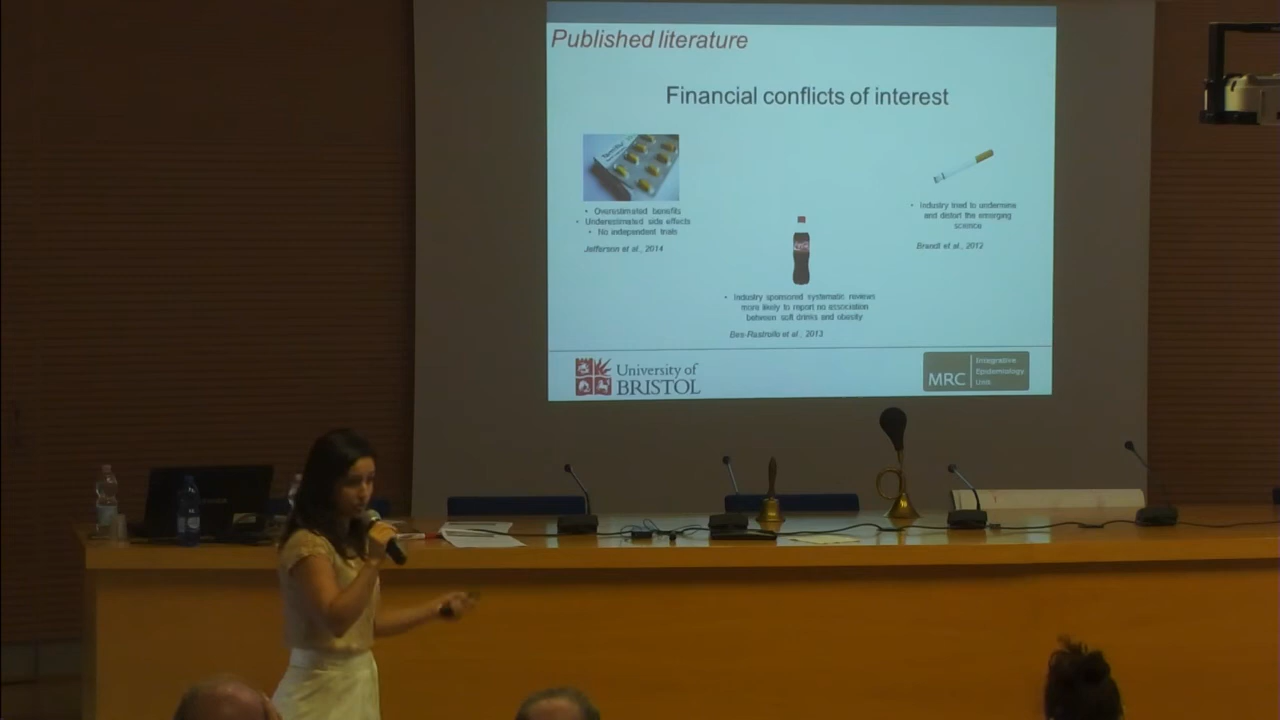 Published literature
Financial conflicts of interest
• Overestimated benefits
• Underestimated side effects
• No independent trials
Jefferson et al., 2014
• Industry sponsored systematic reviews
more likely to report no association
between soft drinks and obesity
Bes-Rastrollo et al., 2013
• Industry tried to undermine
and distort the emerging
science
Brandt et al., 2012
University of
BRISTOL
MRC
Integrative
Epidemiology
Unit